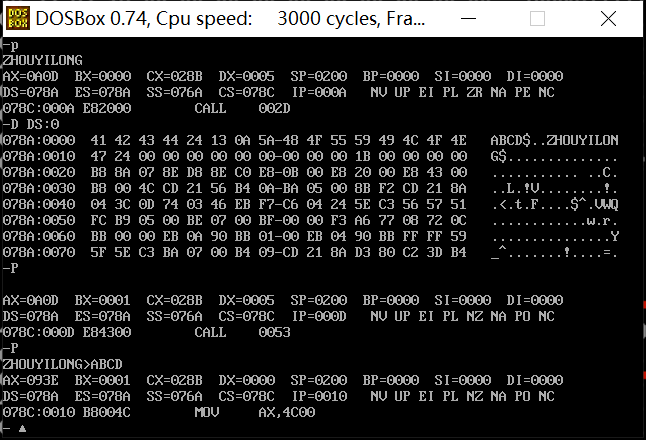 DOS BOX DOSBox 0.74, Cpu speed: 3000 cycles, Fra...
-p
ZHOUYILONG
AX=0A0D BX=0000 CX=028B DX=0005 SP=0200 BP=0000 SI=0000 DI=0000
DS=078A ES=078A SS=076A CS=078C IP=000A NV UP EI PL ZR NA PE NC
078C:000A E82000 CALL 002D
-D DS:0
078A:0000 41 42 43 44 24 13 0A 5A-48 4F 55 59 49 4C 4F 4E ABCD$..ZHOUYILON
078A:0010 47 24 00 00 00 00 00 00-00 00 00 1B 00 00 00 00 G$..............
078A:0020 B8 8A 07 8E D8 8E C0 E8-0B 00 E8 20 00 E8 43 00 ........... ..C.
078A:0030 B8 00 4C CD 21 56 B4 0A-BA 05 00 8B F2 CD 21 8A ..L.!V........!.
078A:0040 04 3C 0D 74 03 46 EB F7-C6 04 24 5E C3 56 57 51 .<.t.F....$^.VWQ
078A:0050 FC B9 05 00 BE 07 00 BF-00 00 F3 A6 77 08 72 0C ............w.r.
078A:0060 BB 00 00 EB 0A 90 BB 01-00 EB 04 90 BB FF FF 59 ...............Y
078A:0070 5F 5E C3 BA 07 00 B4 09-CD 21 8A D3 80 C2 3D B4 _^.......!....=.
-P
AX=0A0D BX=0001 CX=028B DX=0005 SP=0200 BP=0000 SI=0000 DI=0000
DS=078A ES=078A SS=076A CS=078C IP=000D NV UP EI PL NZ NA PO NC
078C:000D E84300 CALL 0053
-P
ZHOUYILONG>ABCD
AX=093E BX=0001 CX=028B DX=0005 SP=0200 BP=0000 SI=0000 DI=0000
DS=078A ES=078A SS=076A CS=078C IP=0010 NV UP EI PL NZ NA PO NC
078C:0010 B8004C MOV AX,4C00
-